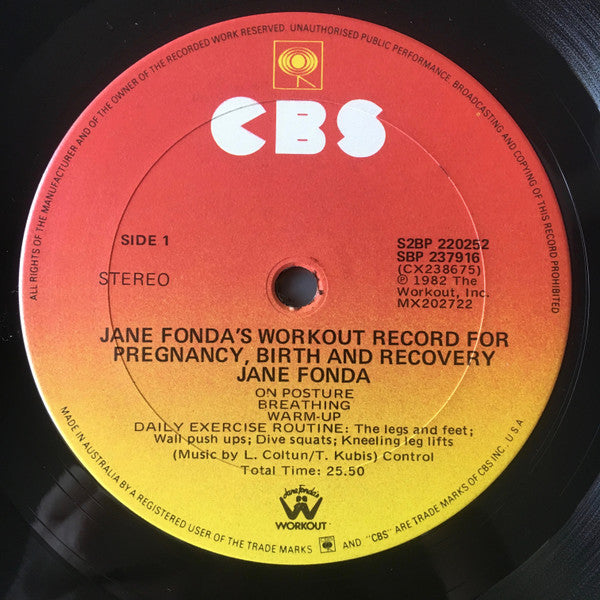 ALL RIGHTS OF THE MANUFACTURER AND OF THE OWNER OF THE RECORDED WORK RESERVED. UNAUTHORISED PUBLIC PERFORMANCE, BROADCASTING AND COPYING OF THIS RECORD PROHIBITED
CBS
SIDE 1
STEREO
S2BP 220252
SBP 237916
(CX238675)
℗ 1982 The
Workout, Inc.
MX202722
JANE FONDA'S WORKOUT RECORD FOR
PREGNANCY, BIRTH AND RECOVERY
JANE FONDA
ON POSTURE
BREATHING
WARM-UP
DAILY EXERCISE ROUTINE: The legs and feet;
Wall push ups; Dive squats; Kneeling leg lifts
(Music by L. Coltun/T. Kubis) Control
Total Time: 25.50
Jane Fonda's
WORKOUT
MADE IN AUSTRALIA BY A REGISTERED USER OF THE TRADE MARKS AND "CBS" ARE TRADE MARKS OF CBS INC. U.S.A